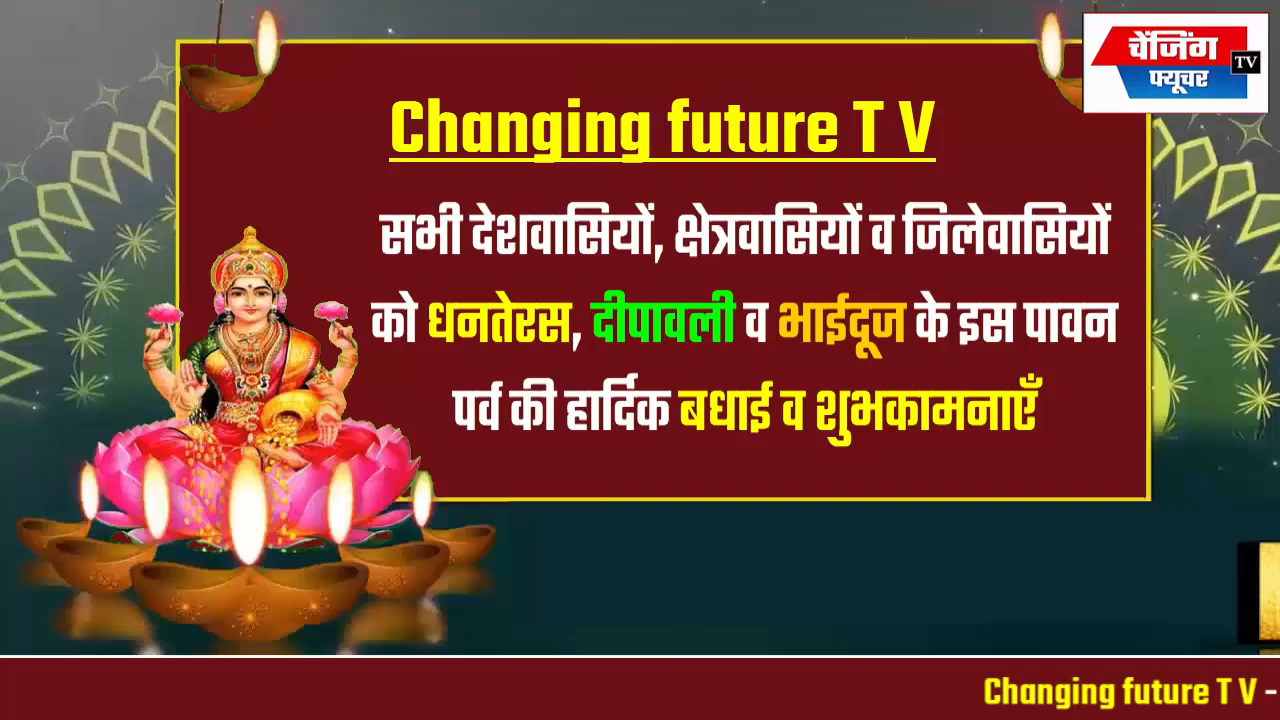 चेंजिंग
फ्यूचर
TV
Changing future T V
सभी देशवासियों, क्षेत्रवासियों व जिलेवासियों
को धनतेरस, दीपावली व भाईदूज के इस पावन
पर्व की हार्दिक बधाई व शुभकामनाएँ
Changing future T V -